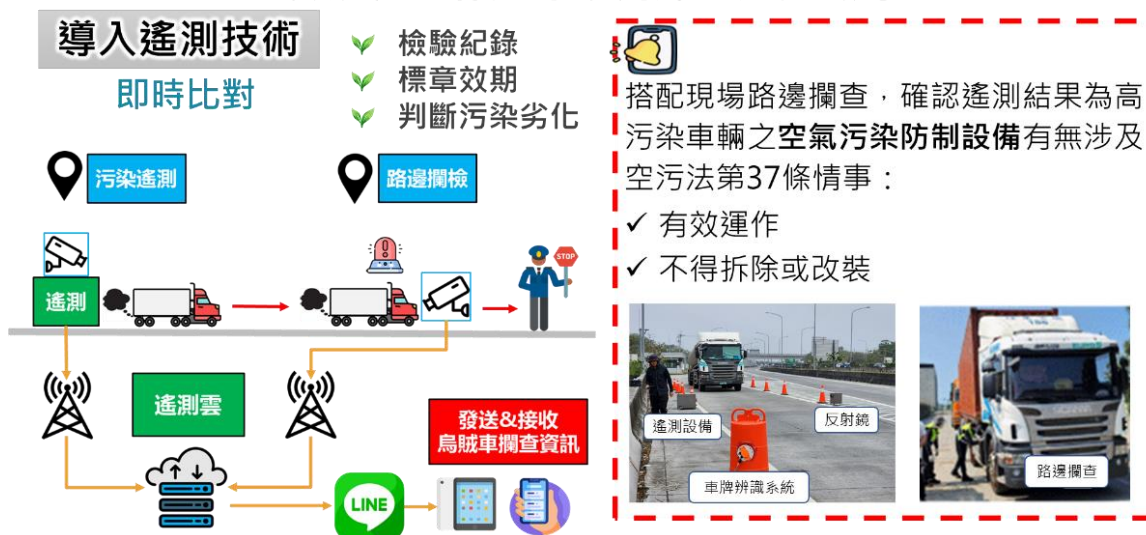 導入遙測技術
即時比對
檢驗紀錄
標章效期
判斷污染劣化
污染遙測
路邊攔檢
STOP
遙測
遙測雲
發送&接收
烏賊車攔查資訊
LINE
搭配現場路邊攔查，確認遙測結果為高
污染車輛之空氣污染防制設備有無涉及
空污法第37條情事：
有效運作
不得拆除或改裝
遙測設備
反射鏡
車牌辨識系統
路邊攔查